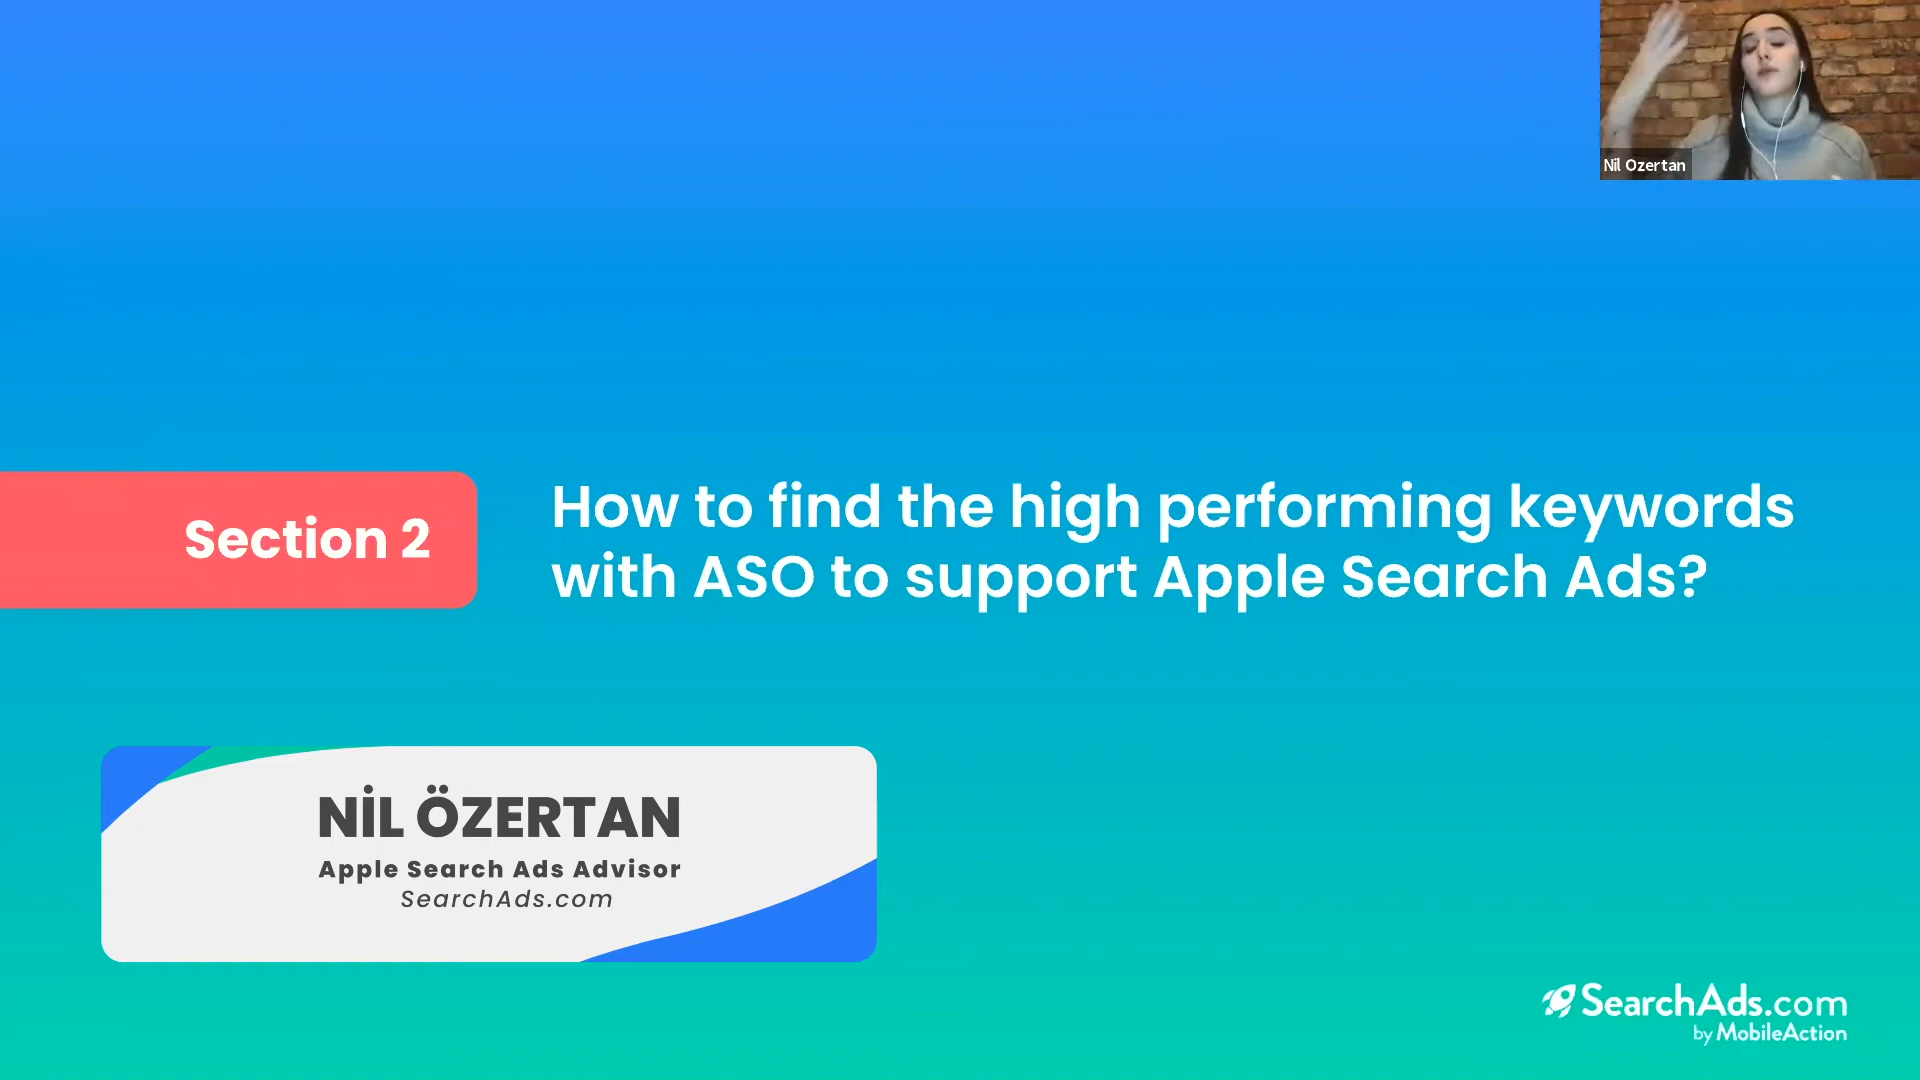 Nil Ozertan
Section 2
How to find the high performing keywords
with ASO to support Apple Search Ads?
NİL ÖZERTAN
Apple Search Ads Advisor
SearchAds.com
SearchAds.com
by MobileAction